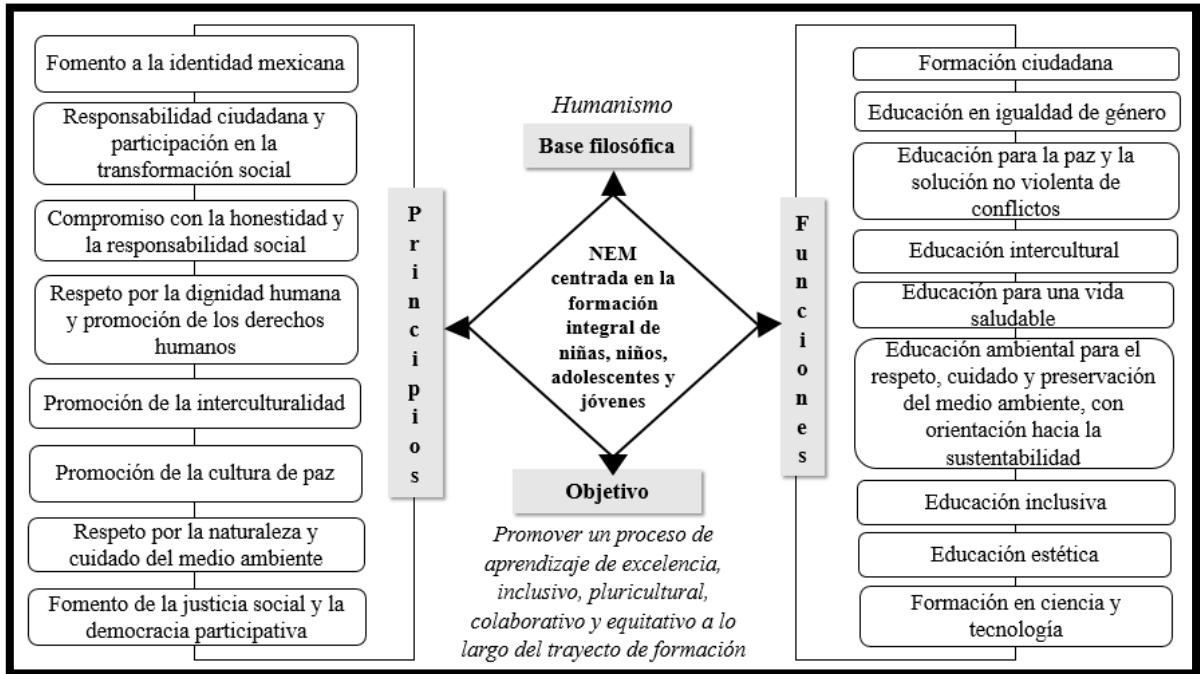 Fomento a la identidad mexicana
Responsabilidad ciudadana y
participación en la
transformación social
Compromiso con la honestidad y
la responsabilidad social
Respeto por la dignidad humana
y promoción de los derechos
humanos
Promoción de la interculturalidad
Promoción de la cultura de paz
Respeto por la naturaleza y
cuidado del medio ambiente
Fomento de la justicia social y la
democracia participativa
Principios
Humanismo
Base filosófica
NEM
centrada en la
formación
integral de
niñas, niños,
adolescentes y
jóvenes
Objetivo
Promover un proceso de
aprendizaje de excelencia,
inclusivo, pluricultural,
colaborativo y equitativo a lo
largo del trayecto de formación
Funciones
Formación ciudadana
Educación en igualdad de género
Educación para la paz y la
solución no violenta de
conflictos
Educación intercultural
Educación para una vida
saludable
Educación ambiental para el
respeto, cuidado y preservación
del medio ambiente, con
orientación hacia la
sustentabilidad
Educación inclusiva
Educación estética
Formación en ciencia y
tecnología